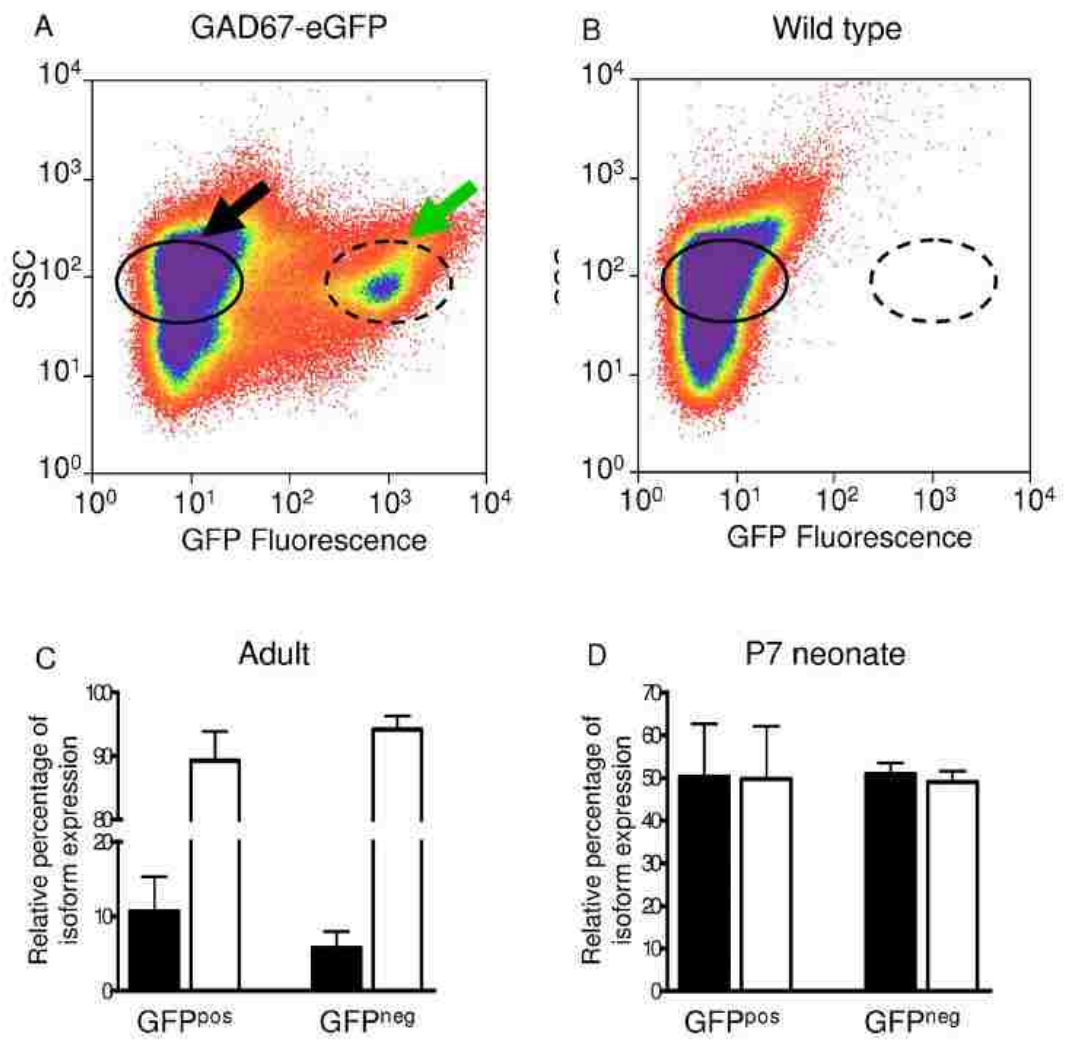 A
GAD67-eGFP
B
Wild type
10⁴
10³
10²
10¹
10⁰
SSC
10⁰ 10¹ 10² 10³ 10⁴
GFP Fluorescence
10⁴
10³
10²
10¹
10⁰
10⁰ 10¹ 10² 10³ 10⁴
GFP Fluorescence
C
Adult
D
P7 neonate
Relative percentage of
isoform expression
100
90
80
20
10
0
GFPᵖᵒˢ GFPⁿᵉᵍ
Relative percentage of
isoform expression
70
60
50
40
30
20
10
0
GFPᵖᵒˢ GFPⁿᵉᵍ